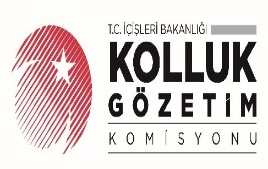 T.C. İÇİŞLERİ BAKANLIĞI
KOLLUK
GÖZETİM
KOMİSYONU